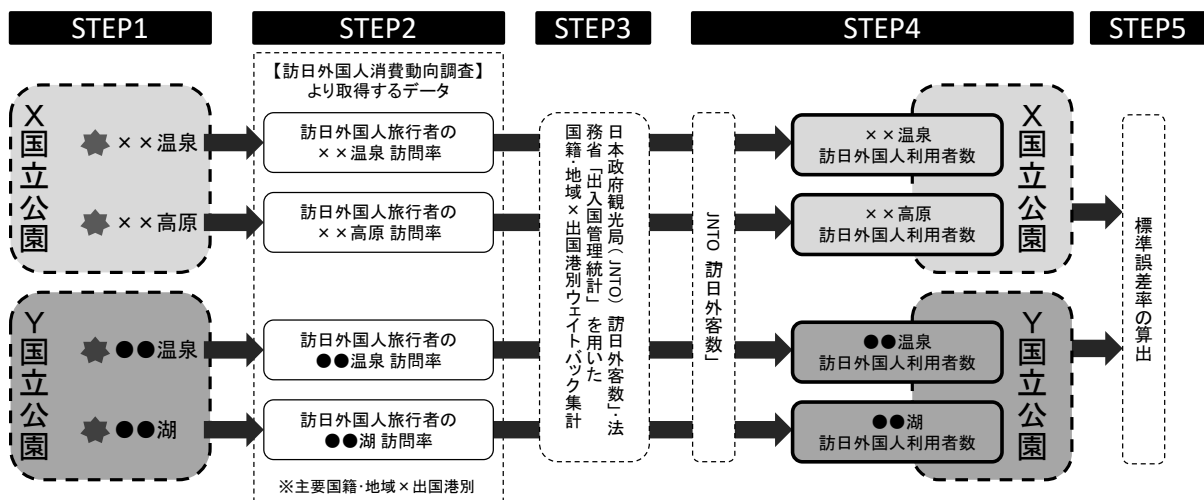 STEP1
STEP2
STEP3
STEP4
STEP5
X国立公園
××温泉
××高原
Y国立公園
●●温泉
●●湖
【訪日外国人消費動向調査】
より取得するデータ
訪日外国人旅行者の
××温泉 訪問率
訪日外国人旅行者の
××高原 訪問率
訪日外国人旅行者の
●●温泉 訪問率
訪日外国人旅行者の
●●湖 訪問率
※主要国籍・地域×出国港別
日本政府観光局（JNTO）「訪日外客数」・法
務省「出入国管理統計」を用いた
国籍・地域×出国港別ウェイトバック集計
JNTO「訪日外客数」
××温泉
訪日外国人利用者数
××高原
訪日外国人利用者数
X国立公園
●●温泉
訪日外国人利用者数
●●湖
訪日外国人利用者数
Y国立公園
標準誤差率の算出